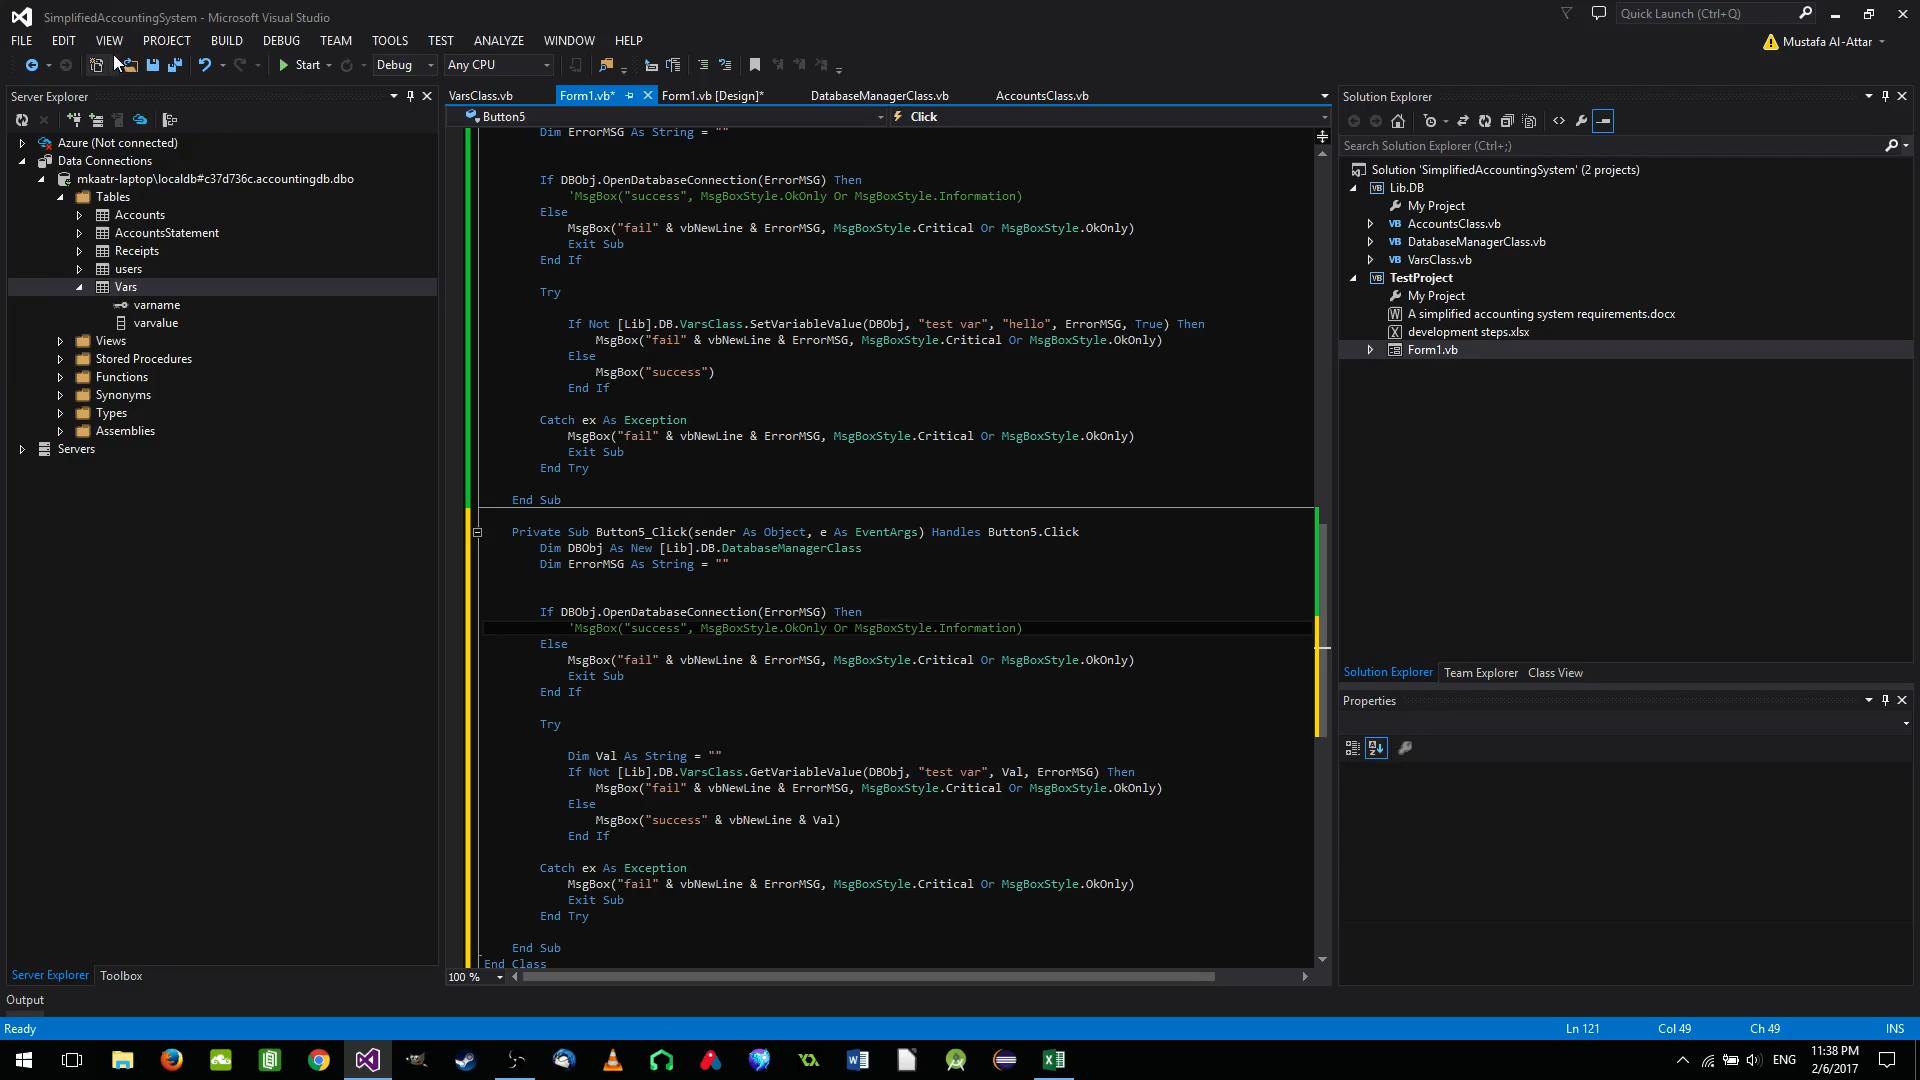 SimplifiedAccountingSystem - Microsoft Visual Studio
Quick Launch (Ctrl+Q)
FILE EDIT VIEW PROJECT BUILD DEBUG TEAM TOOLS TEST ANALYZE WINDOW HELP
Mustafa Al-Attar
Start Debug Any CPU
Server Explorer
Azure (Not connected)
Data Connections
mkaatr-laptop\localdb#c37d736c.accountingdb.dbo
Tables
Accounts
AccountsStatement
Receipts
users
Vars
varname
varvalue
Views
Stored Procedures
Functions
Synonyms
Types
Assemblies
Servers
Server Explorer Toolbox
VarsClass.vb Form1.vb* Form1.vb [Design]* DatabaseManagerClass.vb AccountsClass.vb
Button5 Click
Dim ErrorMSG As String = ""
If DBObj.OpenDatabaseConnection(ErrorMSG) Then
'MsgBox("success", MsgBoxStyle.OkOnly Or MsgBoxStyle.Information)
Else
MsgBox("fail" & vbNewLine & ErrorMSG, MsgBoxStyle.Critical Or MsgBoxStyle.OkOnly)
Exit Sub
End If
Try
If Not [Lib].DB.VarsClass.SetVariableValue(DBObj, "test var", "hello", ErrorMSG, True) Then
MsgBox("fail" & vbNewLine & ErrorMSG, MsgBoxStyle.Critical Or MsgBoxStyle.OkOnly)
Else
MsgBox("success")
End If
Catch ex As Exception
MsgBox("fail" & vbNewLine & ErrorMSG, MsgBoxStyle.Critical Or MsgBoxStyle.OkOnly)
Exit Sub
End Try
End Sub
Private Sub Button5_Click(sender As Object, e As EventArgs) Handles Button5.Click
Dim DBObj As New [Lib].DB.DatabaseManagerClass
Dim ErrorMSG As String = ""
If DBObj.OpenDatabaseConnection(ErrorMSG) Then
'MsgBox("success", MsgBoxStyle.OkOnly Or MsgBoxStyle.Information)
Else
MsgBox("fail" & vbNewLine & ErrorMSG, MsgBoxStyle.Critical Or MsgBoxStyle.OkOnly)
Exit Sub
End If
Try
Dim Val As String = ""
If Not [Lib].DB.VarsClass.GetVariableValue(DBObj, "test var", Val, ErrorMSG) Then
MsgBox("fail" & vbNewLine & ErrorMSG, MsgBoxStyle.Critical Or MsgBoxStyle.OkOnly)
Else
MsgBox("success" & vbNewLine & Val)
End If
Catch ex As Exception
MsgBox("fail" & vbNewLine & ErrorMSG, MsgBoxStyle.Critical Or MsgBoxStyle.OkOnly)
Exit Sub
End Try
End Sub
End Class
100 %
Solution Explorer
Search Solution Explorer (Ctrl+;)
Solution 'SimplifiedAccountingSystem' (2 projects)
Lib.DB
My Project
AccountsClass.vb
DatabaseManagerClass.vb
VarsClass.vb
TestProject
My Project
A simplified accounting system requirements.docx
development steps.xlsx
Form1.vb
Solution Explorer Team Explorer Class View
Properties
Output
Ready Ln 121 Col 49 Ch 49 INS
ENG
11:38 PM
2/6/2017